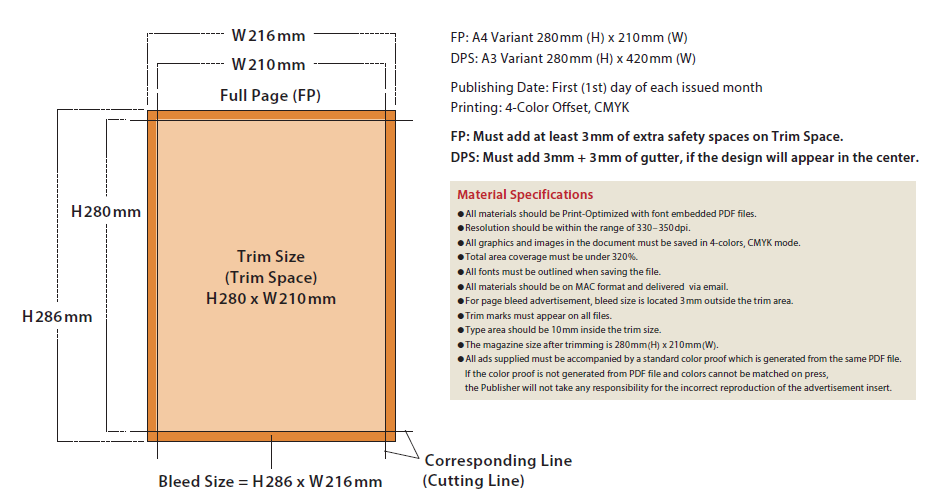 W216mm
W210mm
Full Page (FP)
H280mm
H286mm
Trim Size
(Trim Space)
H280 x W210mm
Bleed Size = H286 x W216mm
Corresponding Line
(Cutting Line)
FP: A4 Variant 280mm (H) x 210mm (W)
DPS: A3 Variant 280mm (H) x 420mm (W)
Publishing Date: First (1st) day of each issued month
Printing: 4-Color Offset, CMYK
FP: Must add at least 3mm of extra safety spaces on Trim Space.
DPS: Must add 3mm + 3mm of gutter, if the design will appear in the center.
Material Specifications
●All materials should be Print-Optimized with font embedded PDF files.
●Resolution should be within the range of 330–350dpi.
●All graphics and images in the document must be saved in 4-colors, CMYK mode.
●Total area coverage must be under 320%.
●All fonts must be outlined when saving the file.
●All materials should be on MAC format and delivered via email.
●For page bleed advertisement, bleed size is located 3mm outside the trim area.
●Trim marks must appear on all files.
●Type area should be 10mm inside the trim size.
●The magazine size after trimming is 280mm(H) x 210mm(W).
●All ads supplied must be accompanied by a standard color proof which is generated from the same PDF file.
If the color proof is not generated from PDF file and colors cannot be matched on press,
the Publisher will not take any responsibility for the incorrect reproduction of the advertisement insert.